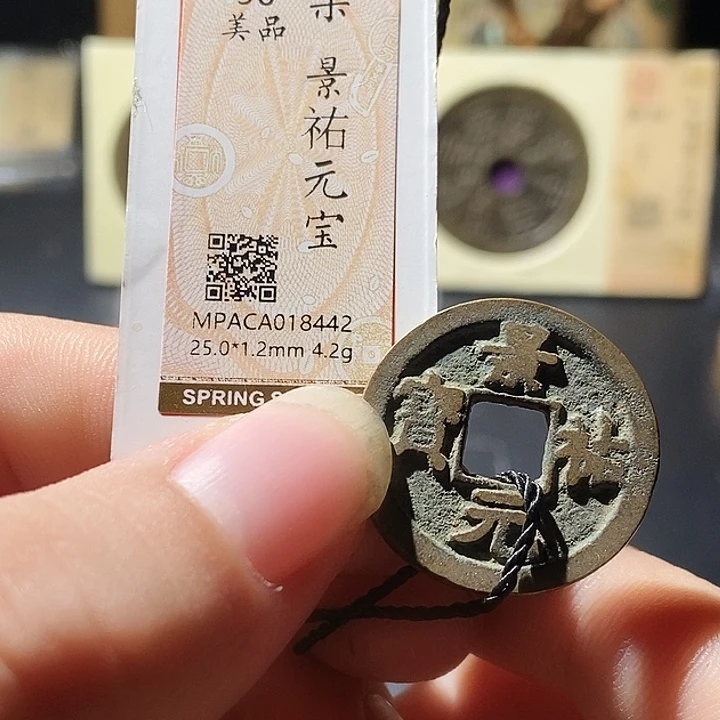 美品
景祐元宝
MPACA018442
25.0*1.2mm 4.2g
SPRING
景祐元寶